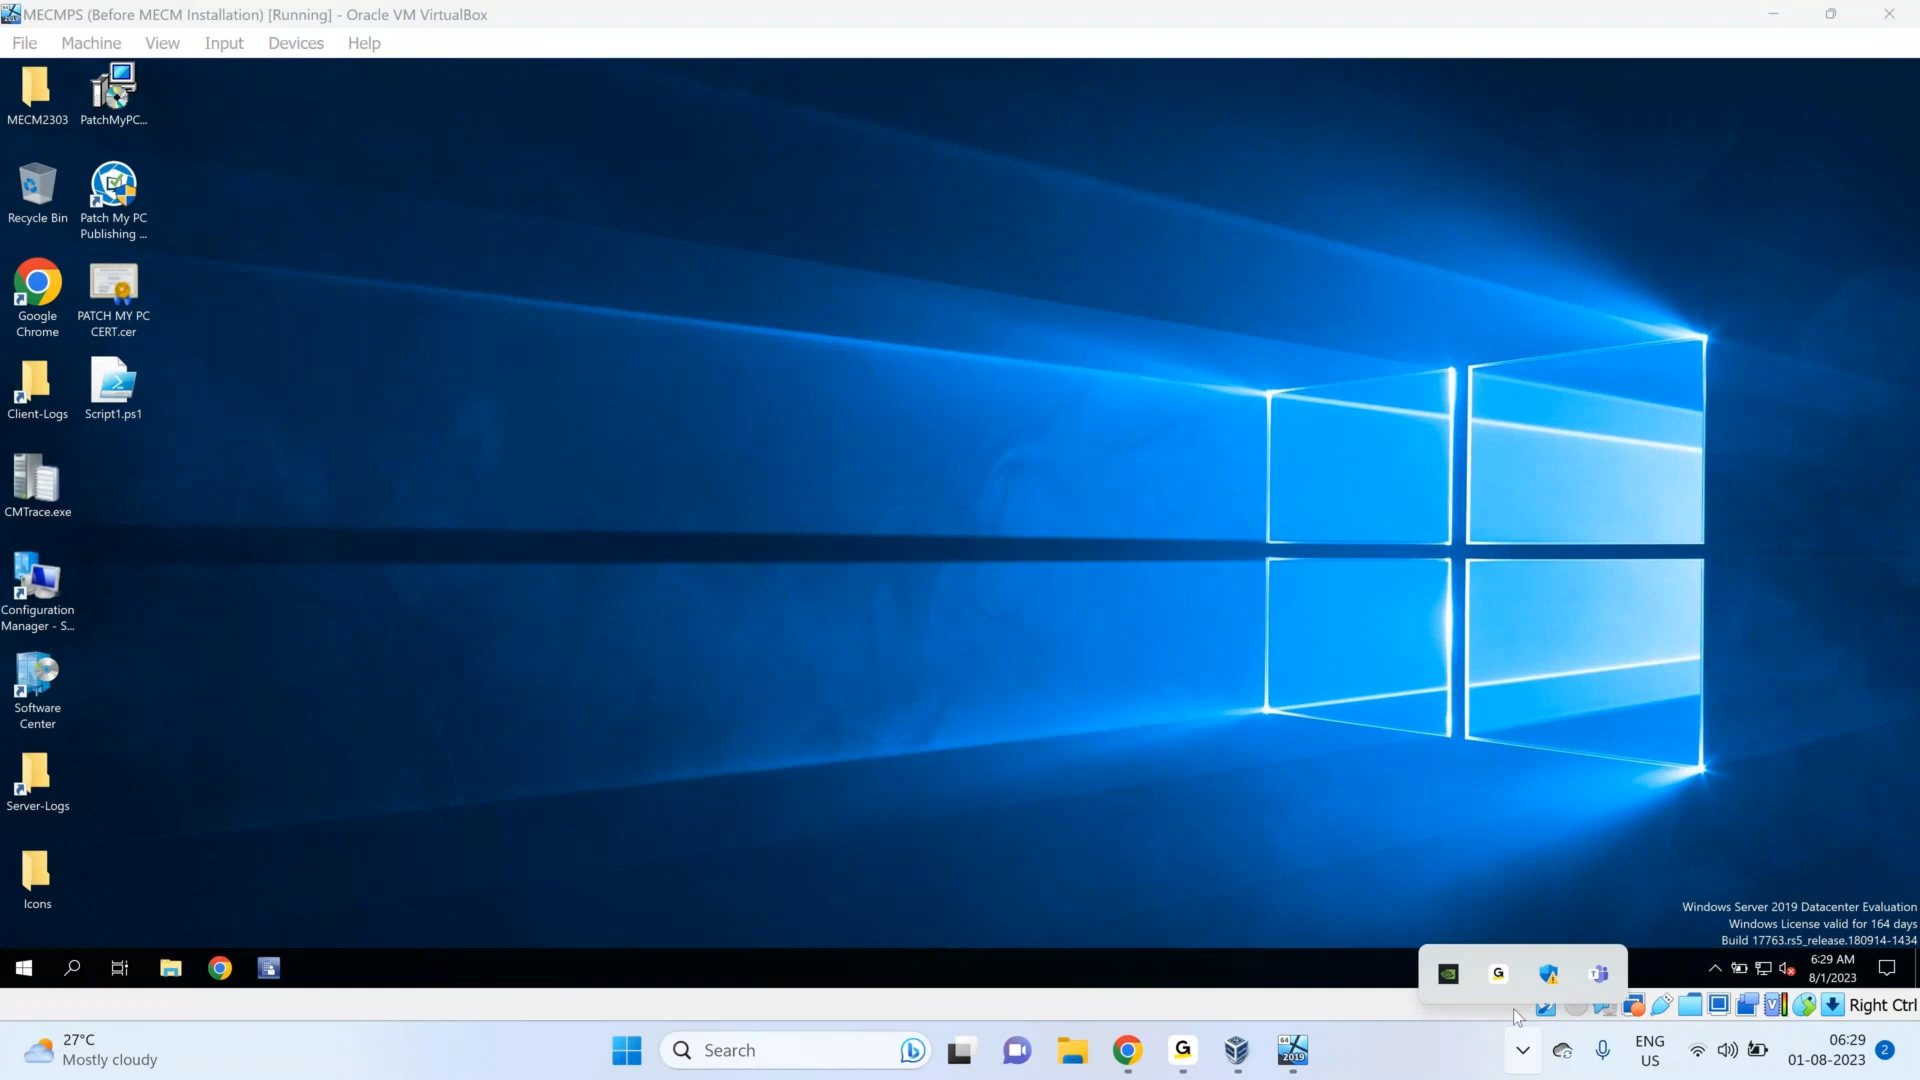 MECMPS (Before MECM Installation) [Running] - Oracle VM VirtualBox
File Machine View Input Devices Help
MECM2303
PatchMyPC...
Recycle Bin
Patch My PC
Publishing ...
Google
Chrome
PATCH MY PC
CERT.cer
Client-Logs
Script1.ps1
CMTrace.exe
Configuration
Manager - S...
Software
Center
Server-Logs
Icons
Windows Server 2019 Datacenter Evaluation
Windows License valid for 164 days
Build 17763.rs5_release.180914-1434
6:29 AM
8/1/2023
Right Ctrl
27°C
Mostly cloudy
Search
64
2019
ENG
US
06:29
01-08-2023
2